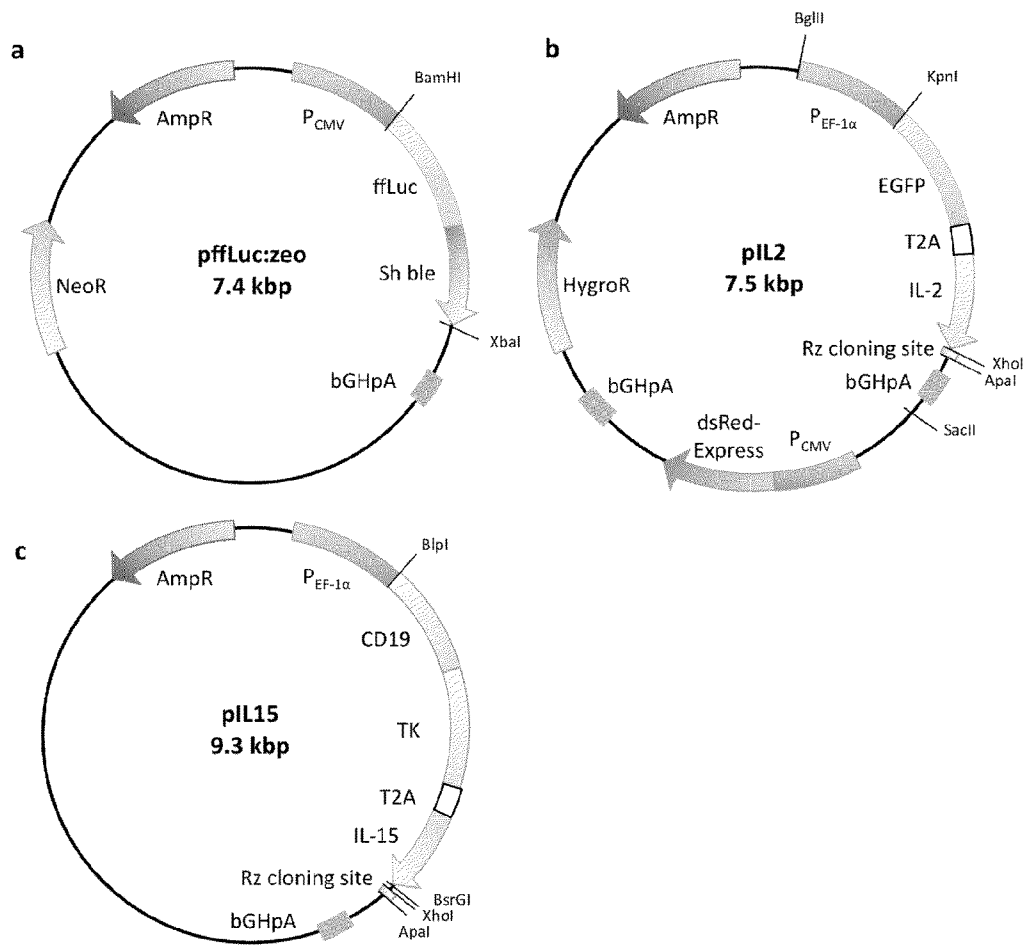 a
BamHI
AmpR
PCMV
ffLuc
pffLuc:zeo
7.4 kbp
Sh ble
NeoR
XbaI
bGHpA
b
BglII
KpnI
AmpR
PEF-1α
EGFP
T2A
pIL2
7.5 kbp
IL-2
HygroR
Rz cloning site
XhoI
ApaI
bGHpA
bGHpA
SacII
dsRed-
Express
PCMV
c
BlpI
AmpR
PEF-1α
CD19
pIL15
9.3 kbp
TK
T2A
IL-15
Rz cloning site
BsrGI
XhoI
ApaI
bGHpA